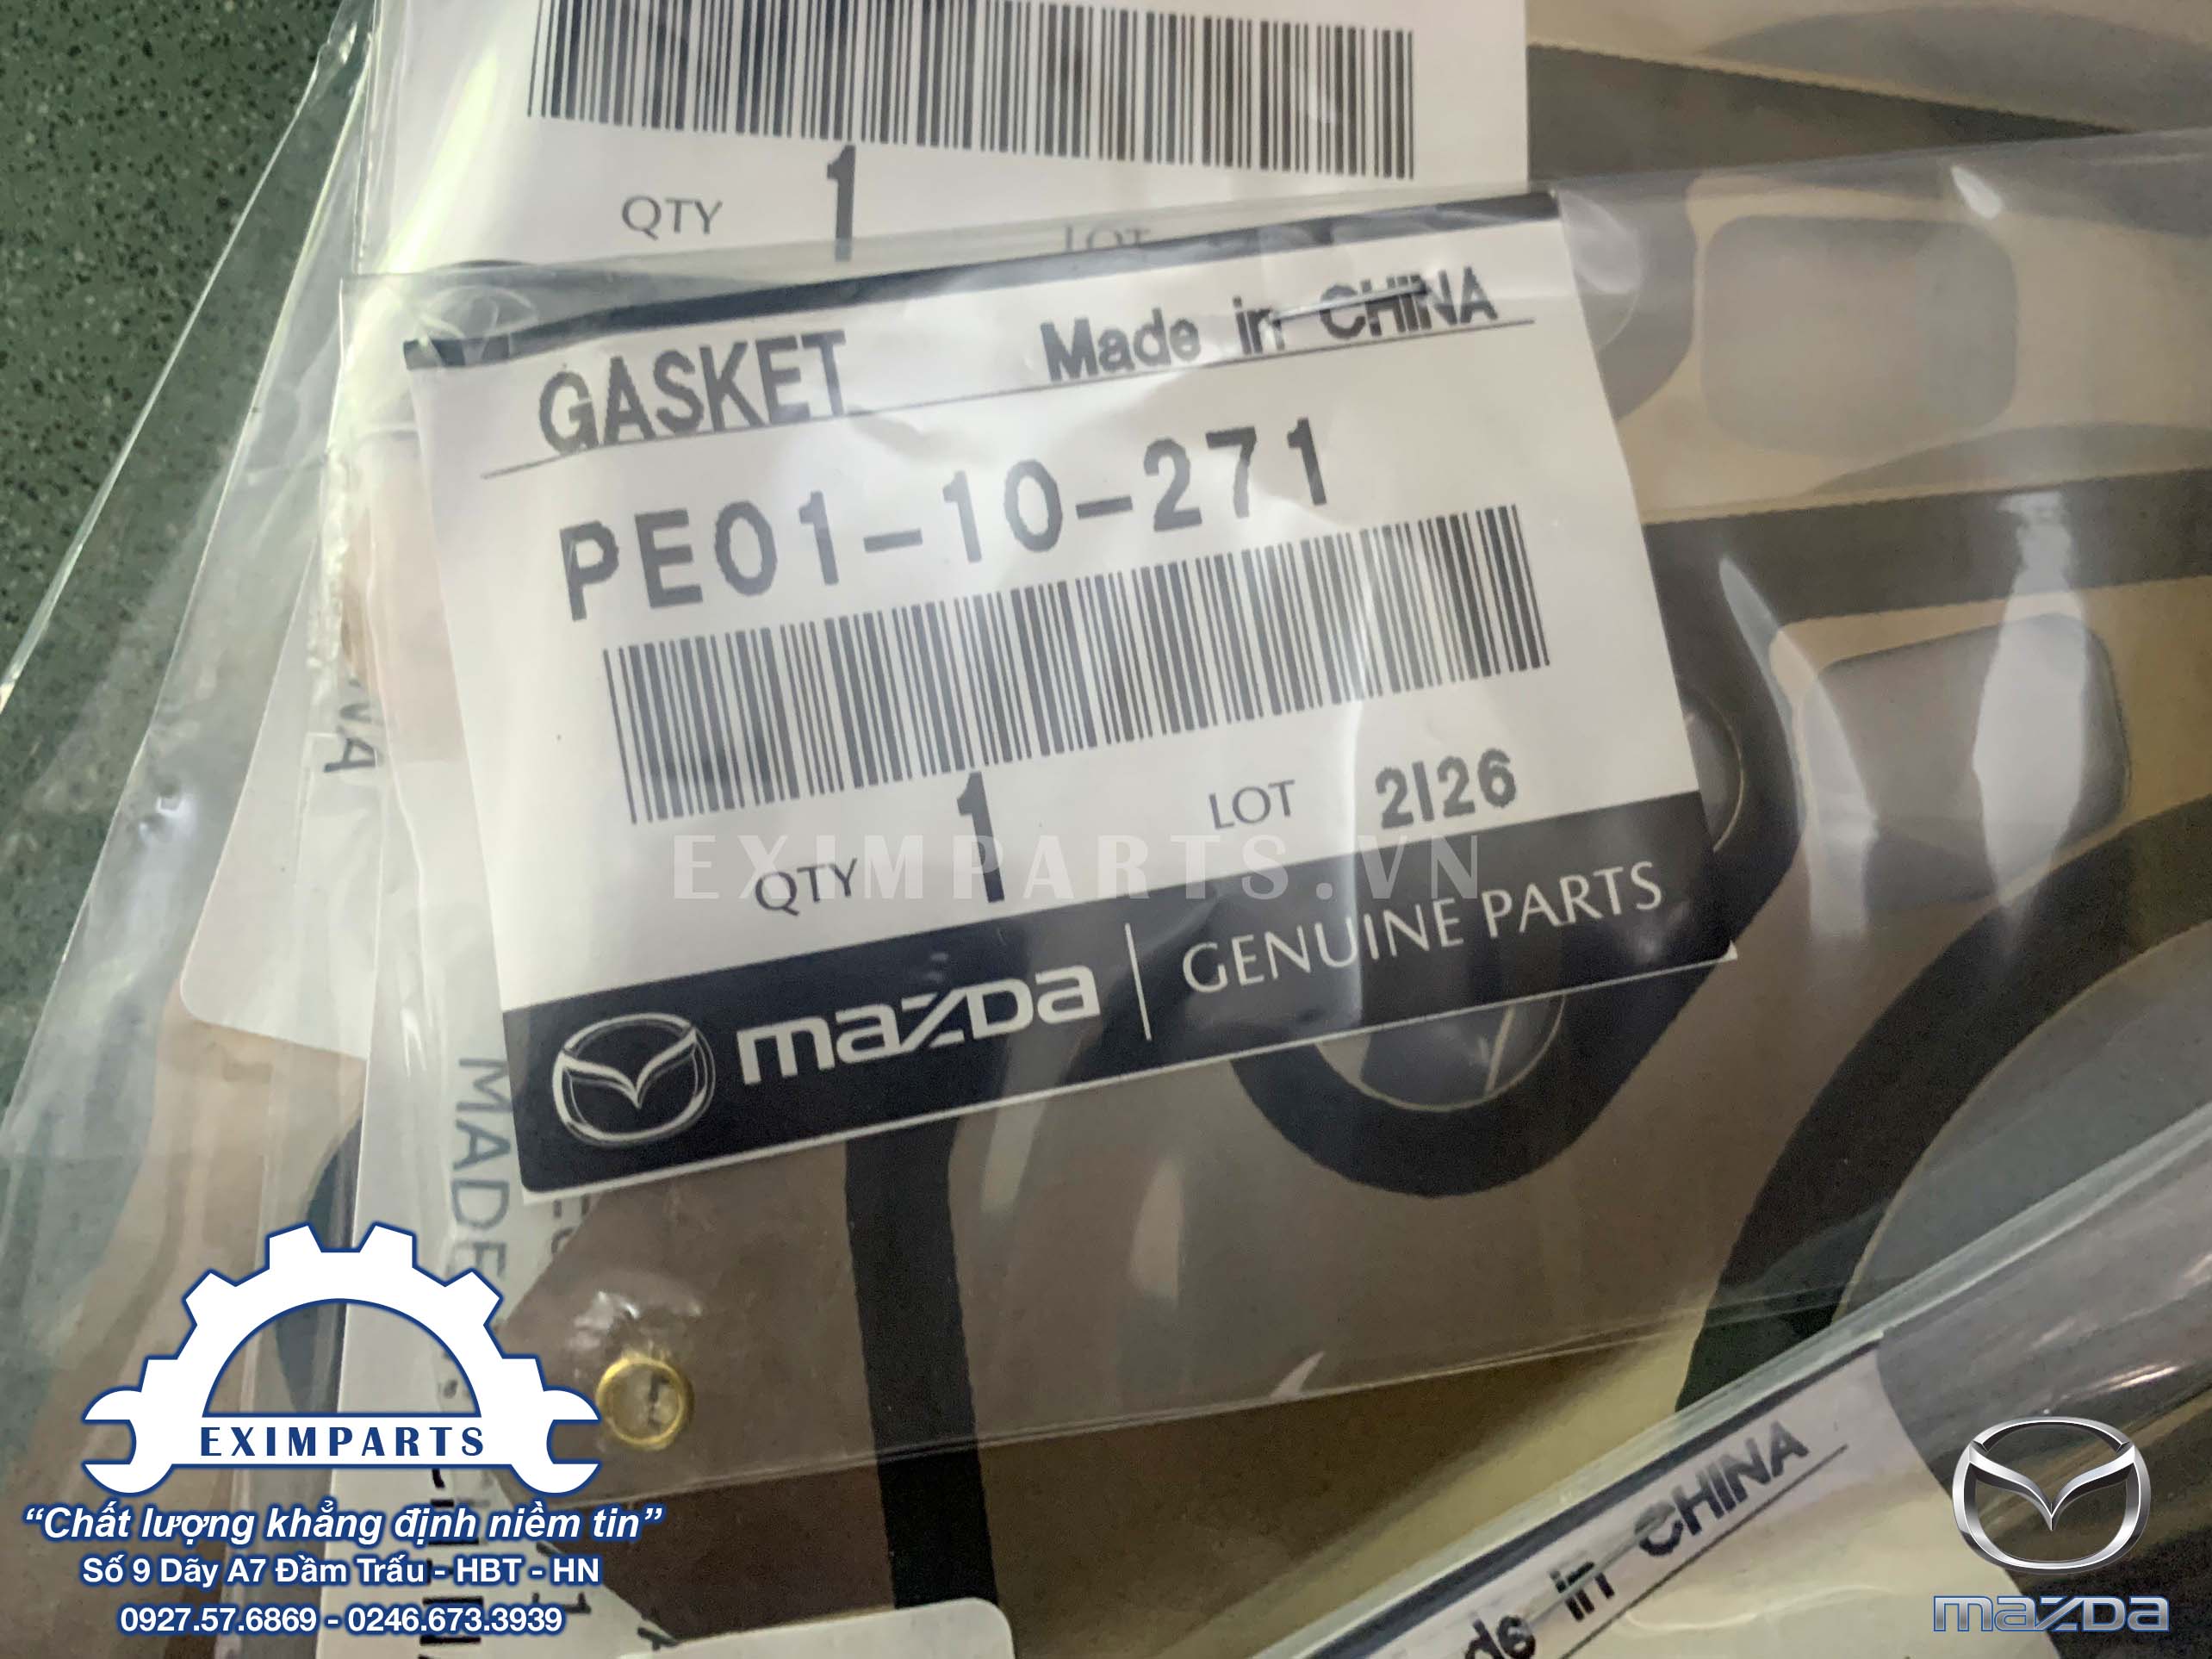 QTY 1 LOT
GASKET Made in CHINA
PE01-10-271
QTY 1 LOT 2126
mazda | GENUINE PARTS
EXIMPARTS.VN
MADE
Made in CHINA
EXIMPARTS
“Chất lượng khẳng định niềm tin”
Số 9 Dãy A7 Đầm Trấu - HBT - HN
0927.57.6869 - 0246.673.3939
mazda